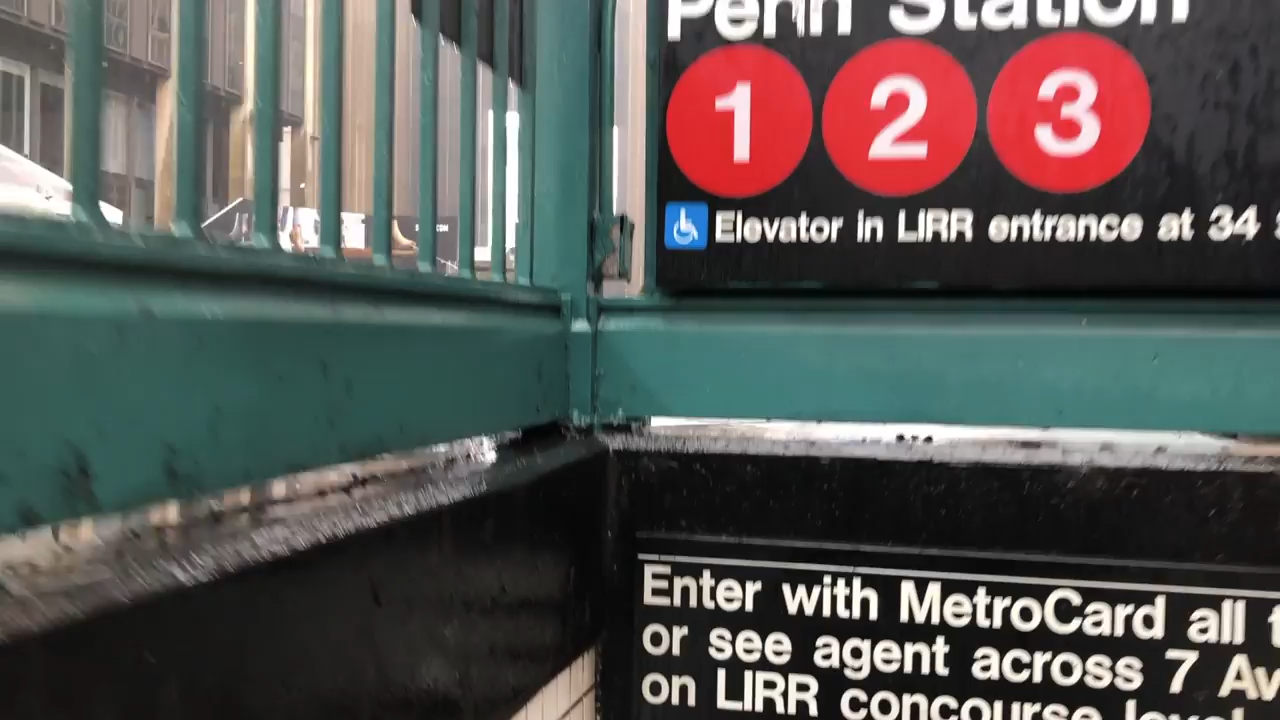 Penn Station
1 2 3
Elevator in LIRR entrance at 34
Enter with MetroCard all
or see agent across 7 Av
on LIRR concourse level